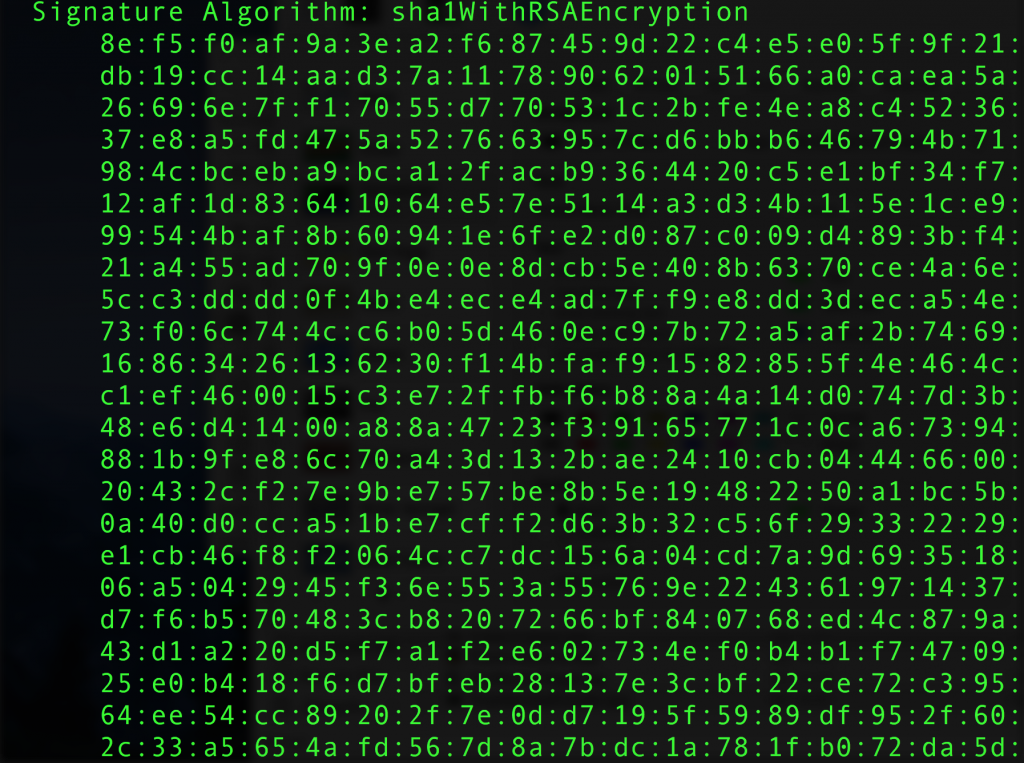 Signature Algorithm: sha1WithRSAEncryption
8e:f5:f0:af:9a:3e:a2:f6:87:45:9d:22:c4:e5:e0:5f:9f:21:
db:19:cc:14:aa:d3:7a:11:78:90:62:01:51:66:a0:ca:ea:5a:
26:69:6e:7f:f1:70:55:d7:70:53:1c:2b:fe:4e:a8:c4:52:36:
37:e8:a5:fd:47:5a:52:76:63:95:7c:d6:bb:b6:46:79:4b:71:
98:4c:bc:eb:a9:bc:a1:2f:ac:b9:36:44:20:c5:e1:bf:34:f7:
12:af:1d:83:64:10:64:e5:7e:51:14:a3:d3:4b:11:5e:1c:e9:
99:54:4b:af:8b:60:94:1e:6f:e2:d0:87:c0:09:d4:89:3b:f4:
21:a4:55:ad:70:9f:0e:0e:8d:cb:5e:40:8b:63:70:ce:4a:6e:
5c:c3:dd:dd:0f:4b:e4:ec:e4:ad:7f:f9:e8:dd:3d:ec:a5:4e:
73:f0:6c:74:4c:c6:b0:5d:46:0e:c9:7b:72:a5:af:2b:74:69:
16:86:34:26:13:62:30:f1:4b:fa:f9:15:82:85:5f:4e:46:4c:
c1:ef:46:00:15:c3:e7:2f:fb:f6:b8:8a:4a:14:d0:74:7d:3b:
48:e6:d4:14:00:a8:8a:47:23:f3:91:65:77:1c:0c:a6:73:94:
88:1b:9f:e8:6c:70:a4:3d:13:2b:ae:24:10:cb:04:44:66:00:
20:43:2c:f2:7e:9b:e7:57:be:8b:5e:19:48:22:50:a1:bc:5b:
0a:40:d0:cc:a5:1b:e7:cf:f2:d6:3b:32:c5:6f:29:33:22:29:
e1:cb:46:f8:f2:06:4c:c7:dc:15:6a:04:cd:7a:9d:69:35:18:
06:a5:04:29:45:f3:6e:55:3a:55:76:9e:22:43:61:97:14:37:
d7:f6:b5:70:48:3c:b8:20:72:66:bf:84:07:68:ed:4c:87:9a:
43:d1:a2:20:d5:f7:a1:f2:e6:02:73:4e:f0:b4:b1:f7:47:09:
25:e0:b4:18:f6:d7:bf:eb:28:13:7e:3c:bf:22:ce:72:c3:95:
64:ee:54:cc:89:20:2f:7e:0d:d7:19:5f:59:89:df:95:2f:60:
2c:33:a5:65:4a:fd:56:7d:8a:7b:dc:1a:78:1f:b0:72:da:5d: